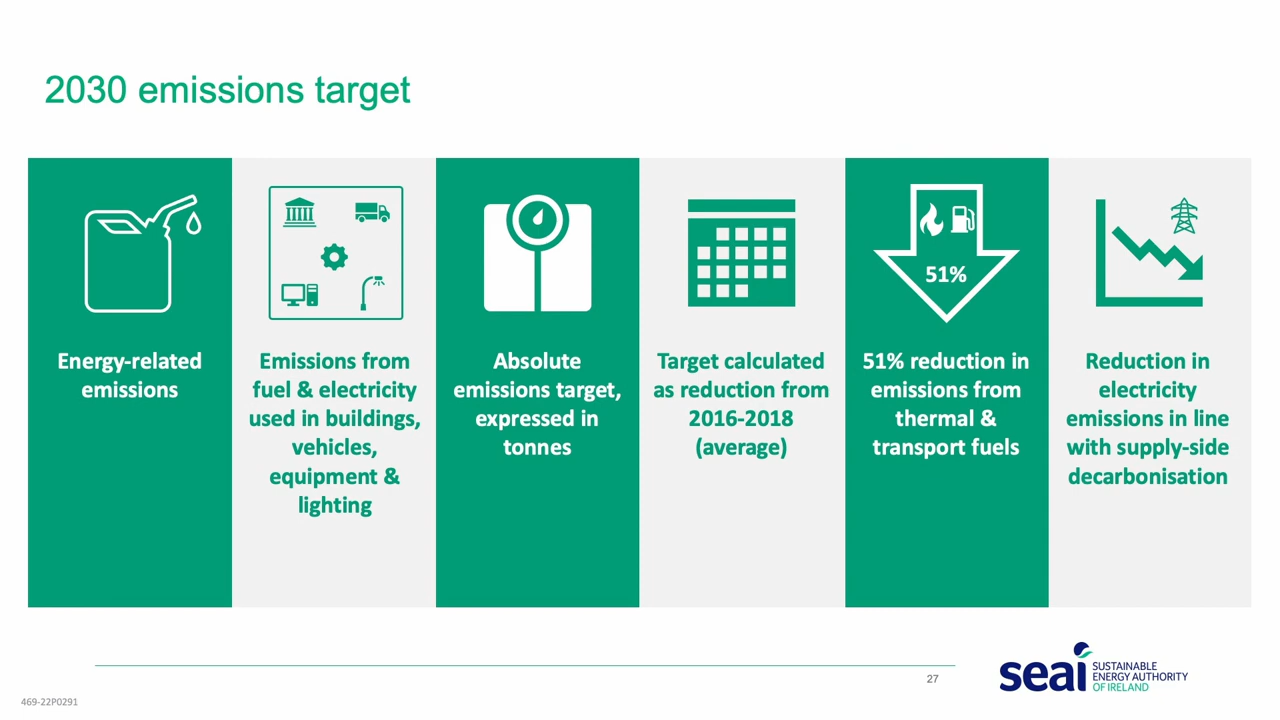 2030 emissions target
Energy-related
emissions
Emissions from
fuel & electricity
used in buildings,
vehicles,
equipment &
lighting
Absolute
emissions target,
expressed in
tonnes
Target calculated
as reduction from
2016-2018
(average)
51%
51% reduction in
emissions from
thermal &
transport fuels
Reduction in
electricity
emissions in line
with supply-side
decarbonisation
27
seai
SUSTAINABLE
ENERGY AUTHORITY
OF IRELAND
469-22P0291